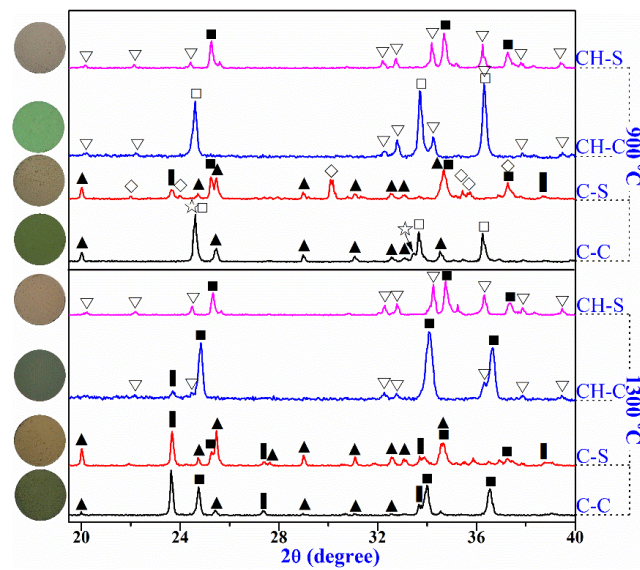 CH-S
CH-C
C-S
C-C
900 °C
CH-S
CH-C
C-S
C-C
1300 °C
20 24 28 32 36 40
2θ (degree)